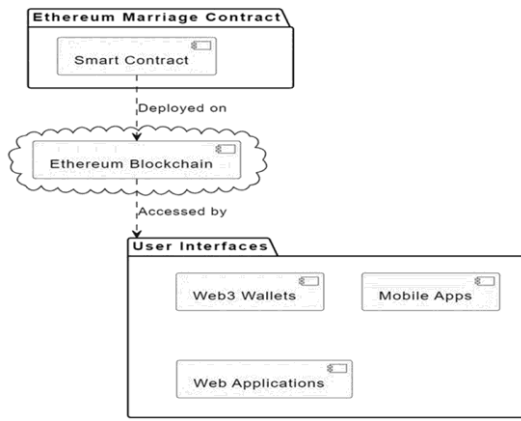 Ethereum Marriage Contract
Smart Contract
Deployed on
Ethereum Blockchain
Accessed by
User Interfaces
Web3 Wallets
Mobile Apps
Web Applications